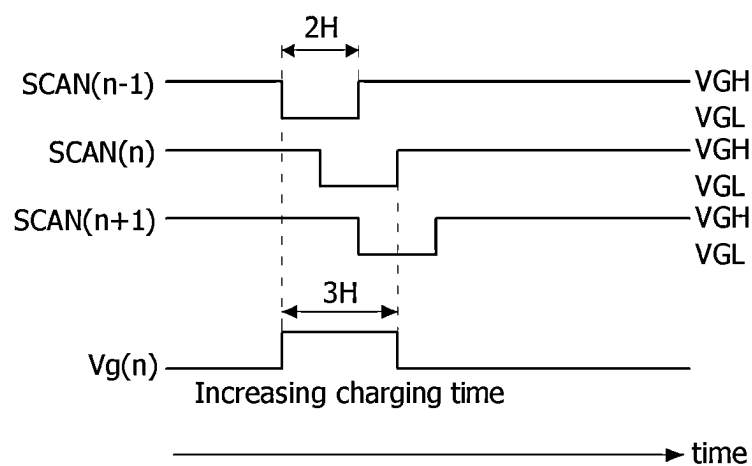 2H
SCAN(n-1)
VGH
VGL
SCAN(n)
VGH
VGL
SCAN(n+1)
VGH
VGL
3H
Vg(n)
Increasing charging time
time